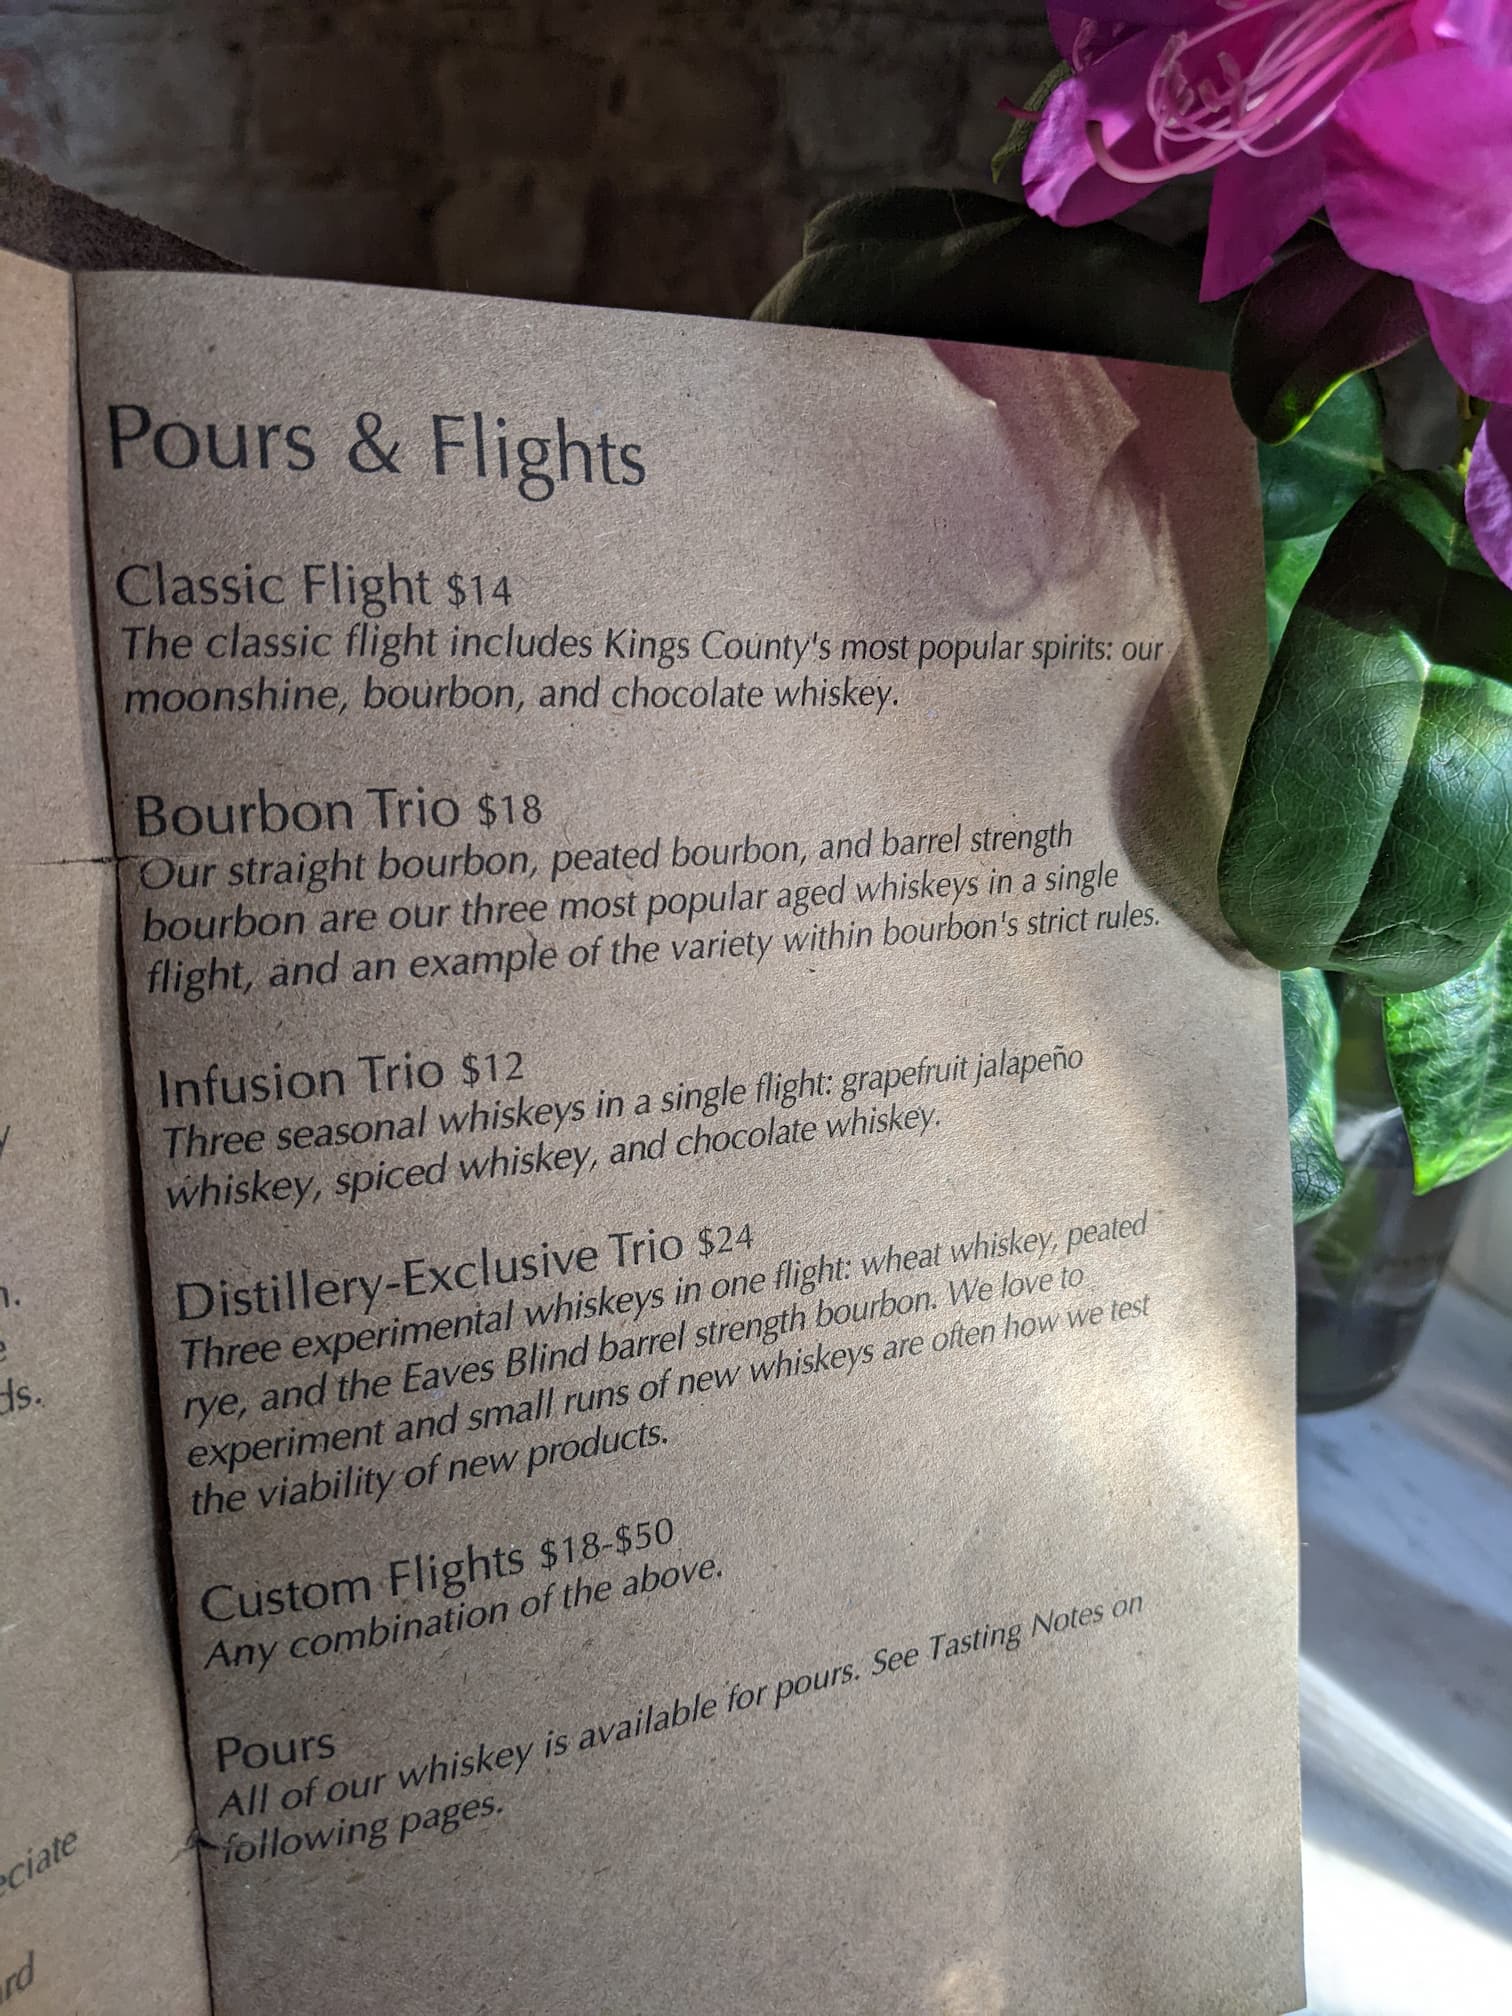 Pours & Flights
Classic Flight $14
The classic flight includes Kings County's most popular spirits: our
moonshine, bourbon, and chocolate whiskey.
Bourbon Trio $18
Our straight bourbon, peated bourbon, and barrel strength
bourbon are our three most popular aged whiskeys in a single
flight, and an example of the variety within bourbon's strict rules.
Infusion Trio $12
Three seasonal whiskeys in a single flight: grapefruit jalapeño
whiskey, spiced whiskey, and chocolate whiskey.
Distillery-Exclusive Trio $24
Three experimental whiskeys in one flight: wheat whiskey, peated
rye, and the Eaves Blind barrel strength bourbon. We love to
experiment and small runs of new whiskeys are often how we test
the viability of new products.
Custom Flights $18-$50
Any combination of the above.
Pours
All of our whiskey is available for pours. See Tasting Notes on
following pages.